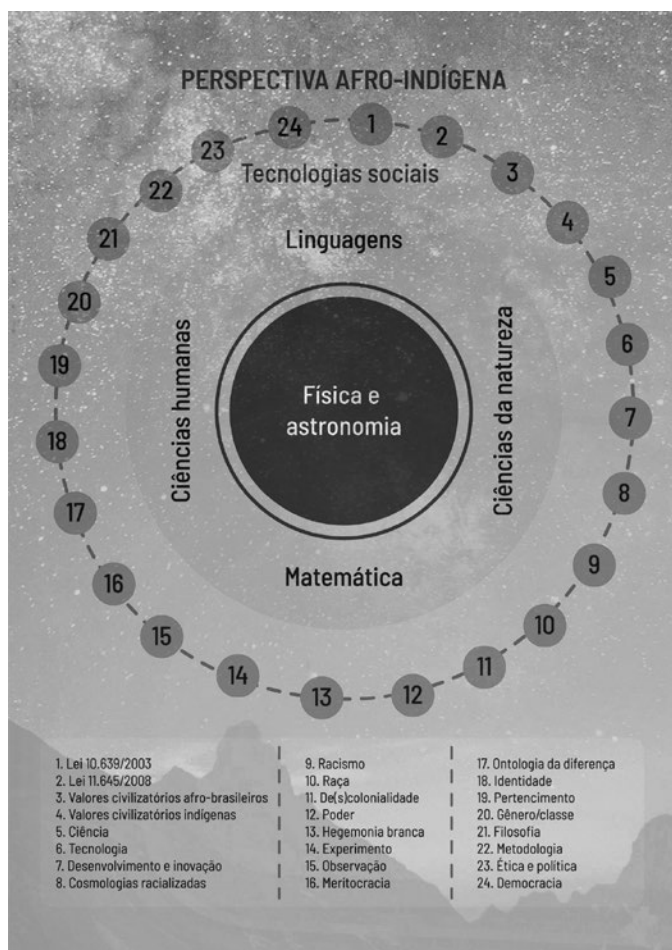 PERSPECTIVA AFRO-INDÍGENA
24
1
2
23
3
Tecnologias sociais
22
4
21
Linguagens
5
20
6
19
Ciências humanas
Física e
astronomia
Ciências da natureza
7
18
8
17
9
16
Matemática
10
15
11
14
12
13
1. Lei 10.639/2003
2. Lei 11.645/2008
3. Valores civilizatórios afro-brasileiros
4. Valores civilizatórios indígenas
5. Ciência
6. Tecnologia
7. Desenvolvimento e inovação
8. Cosmologias racializadas
9. Racismo
10. Raça
11. De(s)colonialidade
12. Poder
13. Hegemonia branca
14. Experimento
15. Observação
16. Meritocracia
17. Ontologia da diferença
18. Identidade
19. Pertencimento
20. Gênero/classe
21. Filosofia
22. Metodologia
23. Ética e política
24. Democracia